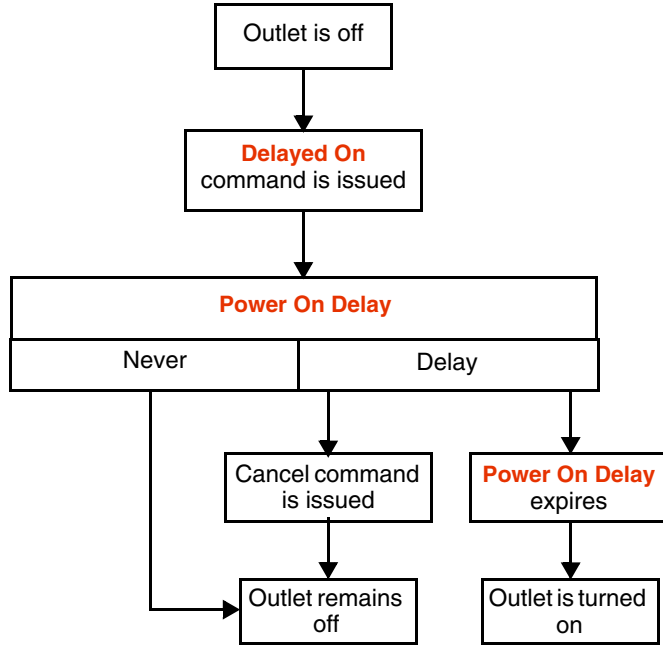 Outlet is off
Delayed On
command is issued
Power On Delay
Never
Delay
Cancel command
is issued
Power On Delay
expires
Outlet remains
off
Outlet is turned
on